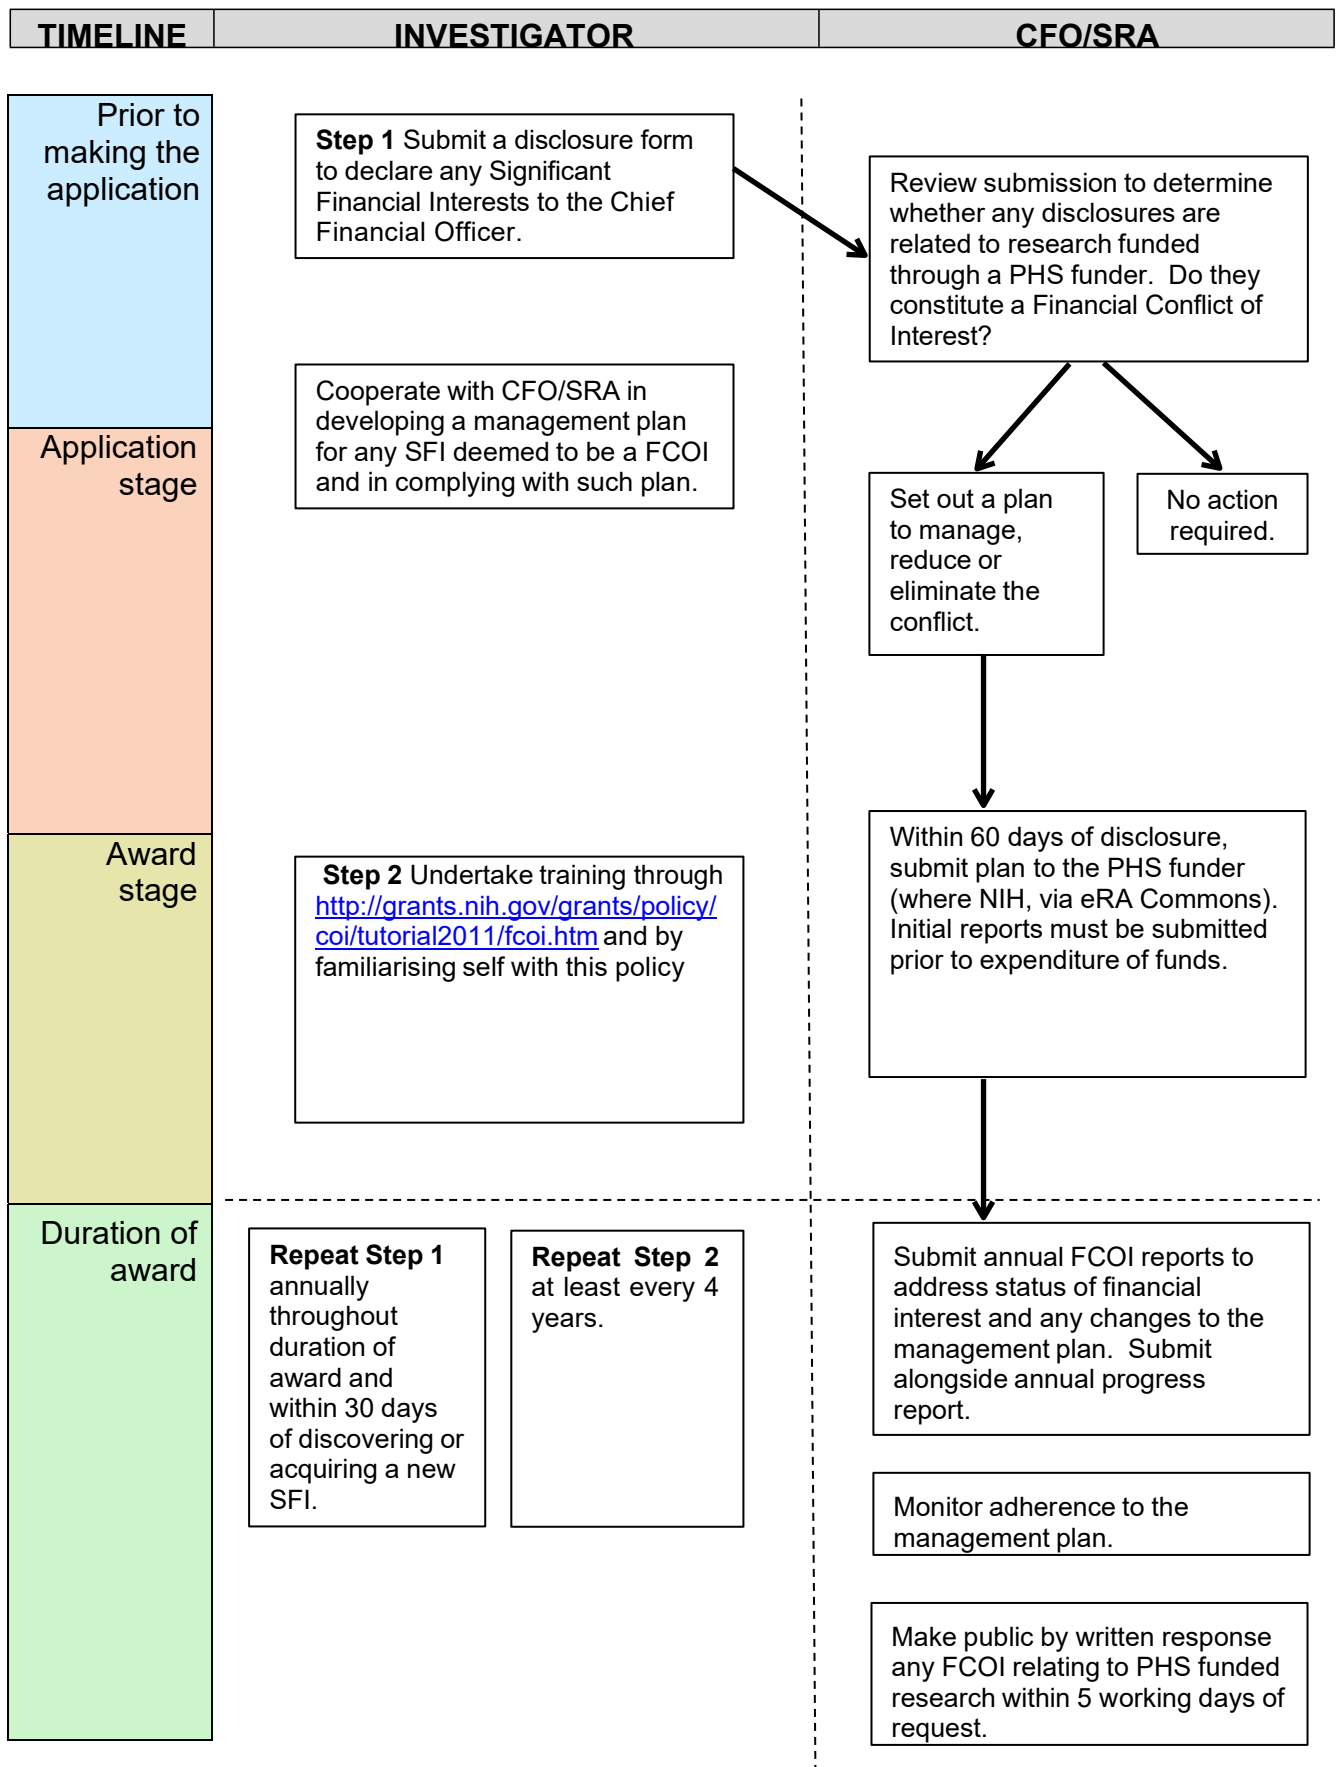 TIMELINE
INVESTIGATOR
CFO/SRA
Prior to
making the
application
Step 1 Submit a disclosure form
to declare any Significant
Financial Interests to the Chief
Financial Officer.
Review submission to determine
whether any disclosures are
related to research funded
through a PHS funder.  Do they
constitute a Financial Conflict of
Interest?
Cooperate with CFO/SRA in
developing a management plan
for any SFI deemed to be a FCOI
and in complying with such plan.
Application
stage
Set out a plan
to manage,
reduce or
eliminate the
conflict.
No action
required.
Award
stage
Step 2 Undertake training through
http://grants.nih.gov/grants/policy/
coi/tutorial2011/fcoi.htm and by
familiarising self with this policy
Within 60 days of disclosure,
submit plan to the PHS funder
(where NIH, via eRA Commons).
Initial reports must be submitted
prior to expenditure of funds.
Duration of
award
Repeat Step 1
annually
throughout
duration of
award and
within 30 days
of discovering or
acquiring a new
SFI.
Repeat Step 2
at least every 4
years.
Submit annual FCOI reports to
address status of financial
interest and any changes to the
management plan.  Submit
alongside annual progress
report.
Monitor adherence to the
management plan.
Make public by written response
any FCOI relating to PHS funded
research within 5 working days of
request.